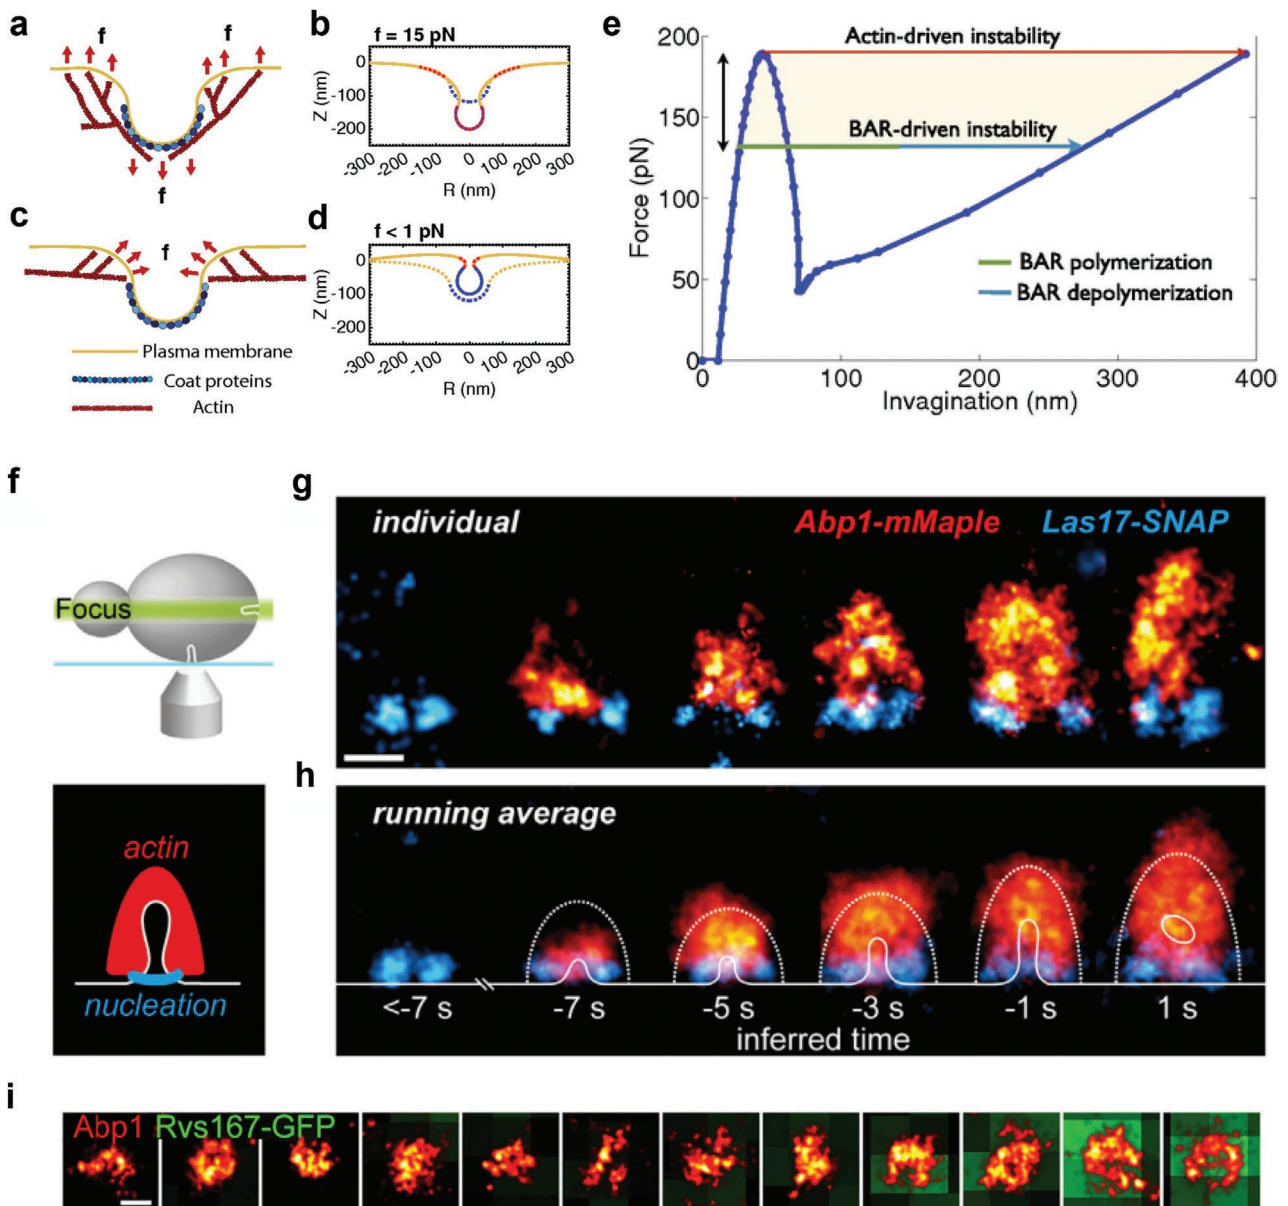 a
f
f
f
b
f = 15 pN
Z (nm)
0
-100
-200
-300
-200
-100
0
100
200
300
R (nm)
c
f
d
f < 1 pN
Z (nm)
0
-100
-200
-300
-200
-100
0
100
200
300
R (nm)
Plasma membrane
Coat proteins
Actin
e
Force (pN)
200
150
100
50
0
Actin-driven instability
BAR-driven instability
BAR polymerization
BAR depolymerization
0
100
200
300
400
Invagination (nm)
f
Focus
actin
nucleation
g
individual
Abp1-mMaple
Las17-SNAP
h
running average
<-7 s
-7 s
-5 s
-3 s
-1 s
1 s
inferred time
i
Abp1 Rvs167-GFP